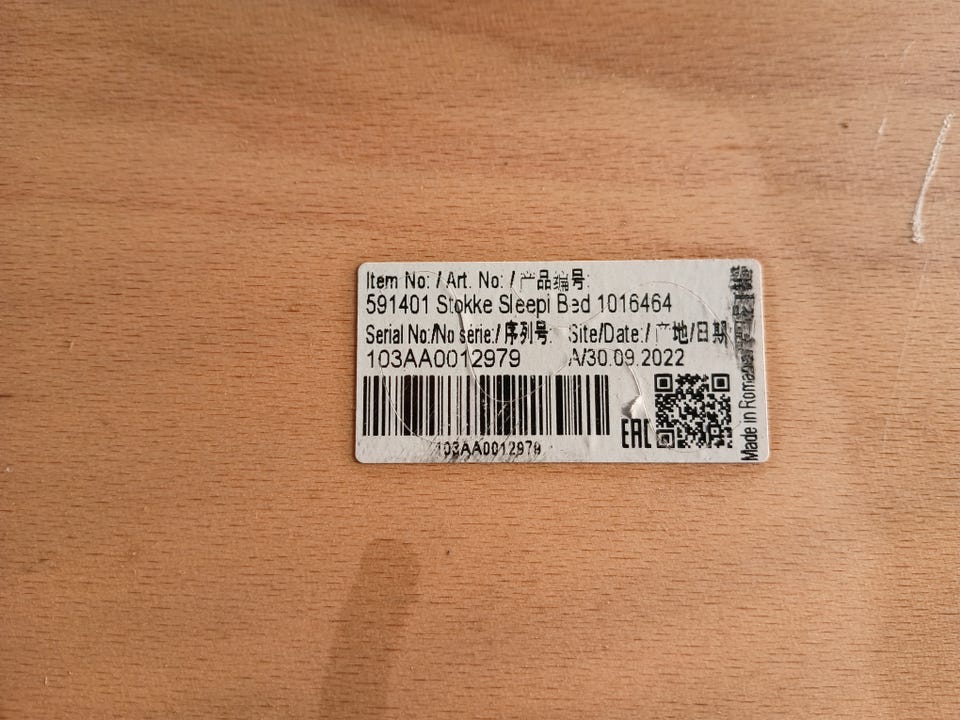 Item No: / Art. No: / 产品编号:
591401 Stokke Sleepi Bed 1016464
Serial No:/No serie:/ 序列号: Site/Date:/ 产地/日期
103AA0012979 A/30.09.2022
103AA0012979
EAC
Made in Romania